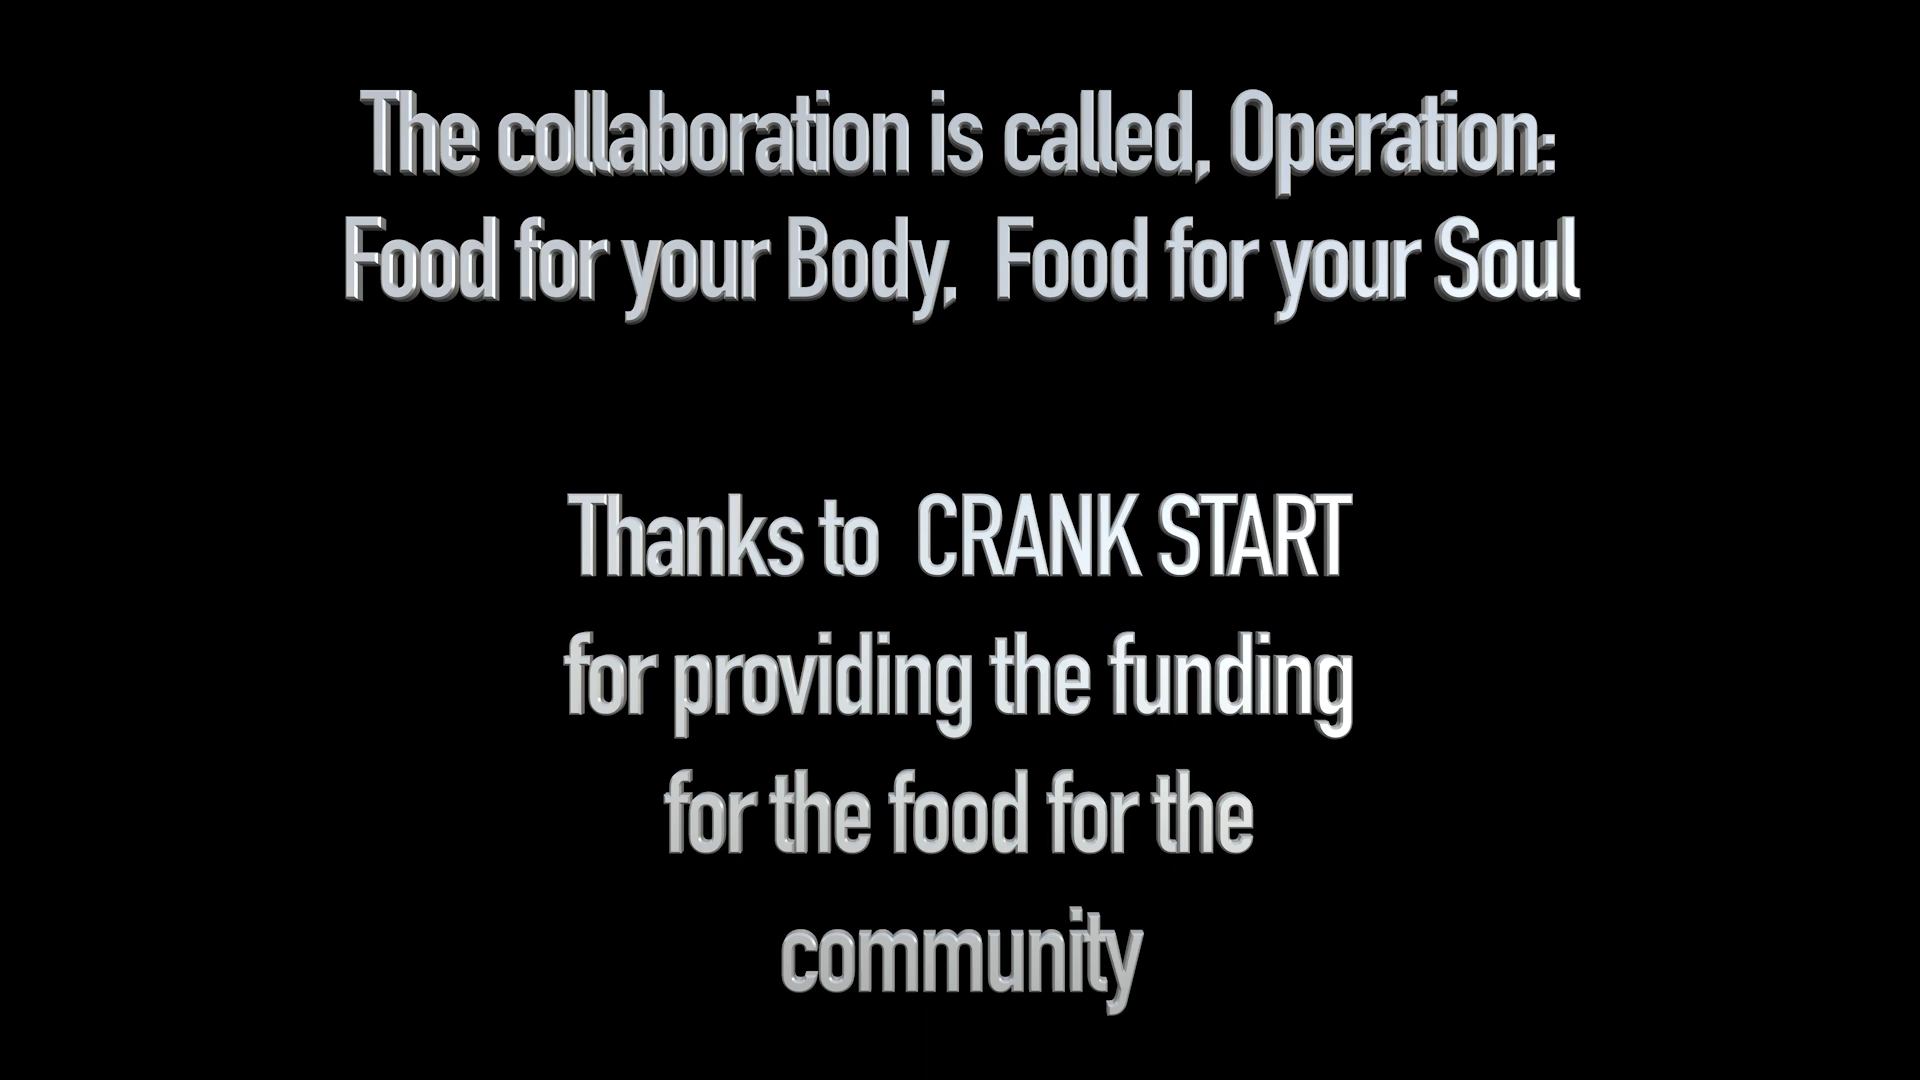 The collaboration is called, Operation:
Food for your Body,  Food for your Soul
Thanks to  CRANK START
for providing the funding
for the food for the
community